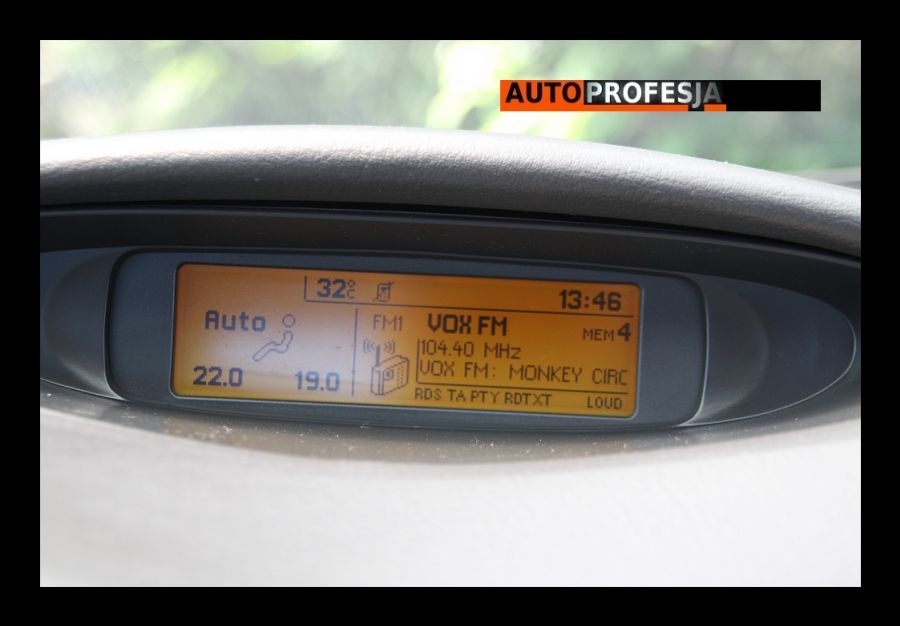 AUTOPROFESJA
32°C 13:46
Auto
22.0 19.0
FM1 VOX FM MEM 4
104.40 MHz
VOX FM: MONKEY CIRC
RDS TA PTY RDTXT LOUD